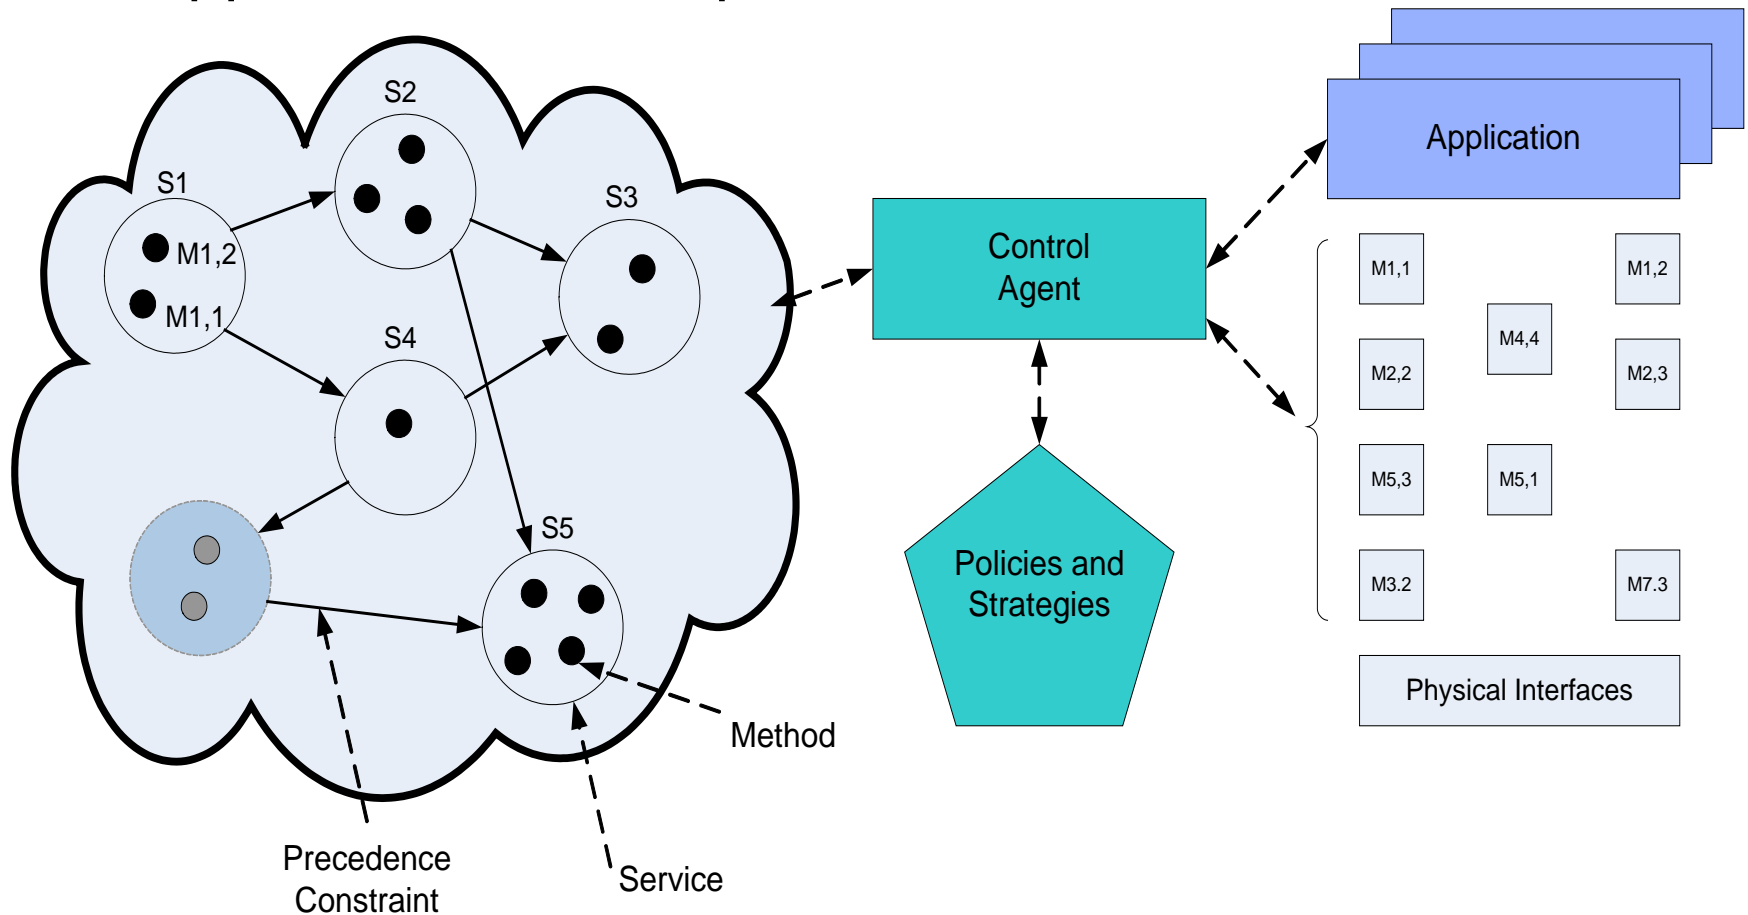 S2
S1
S3
M1,2
M1,1
S4
S5
Method
Service
Precedence
Constraint
Control
Agent
Policies and
Strategies
Application
M1,1
M1,2
M4,4
M2,2
M2,3
M5,3
M5,1
M3.2
M7.3
Physical Interfaces